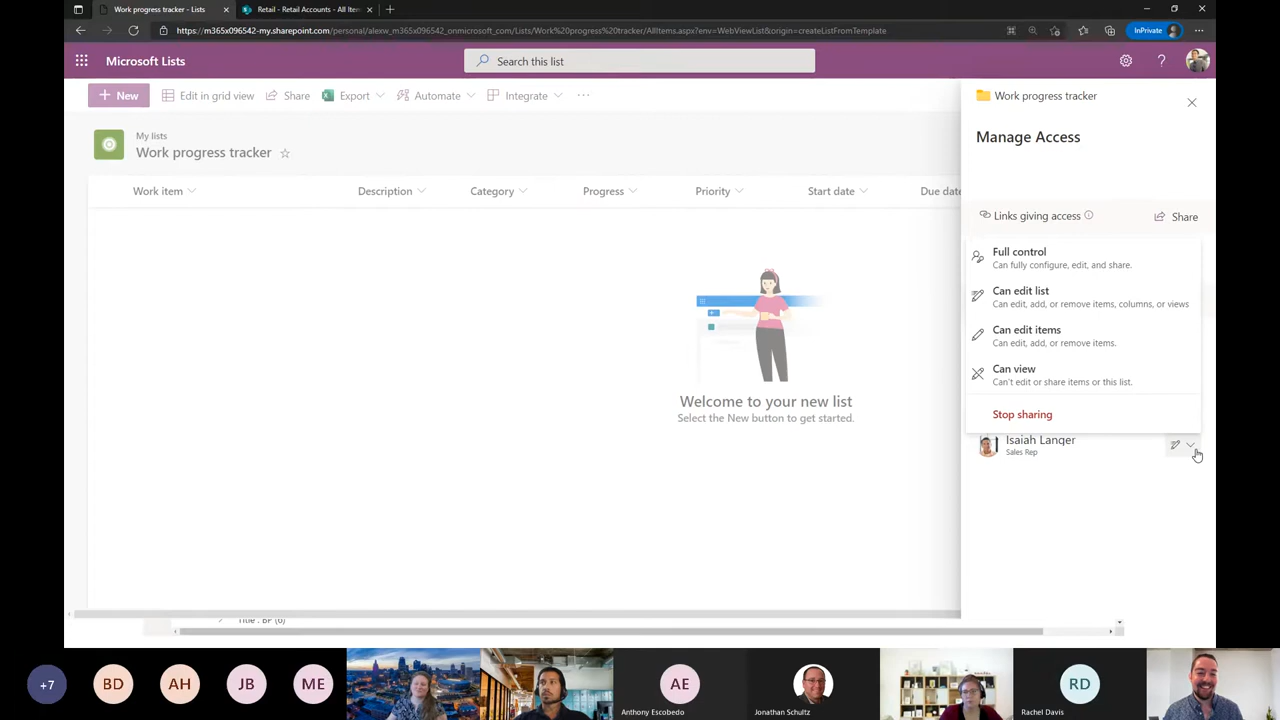 Work progress tracker - Lists
Retail - Retail Accounts - All Item
https://m365x096542-my.sharepoint.com/personal/alexw_m365x096542_onmicrosoft_com/Lists/Work%20progress%20tracker/AllItems.aspx?env=WebViewList&origin=createListFromTemplate
InPrivate
Microsoft Lists
Search this list
New
Edit in grid view
Share
Export
Automate
Integrate
My lists
Work progress tracker
Work item
Description
Category
Progress
Priority
Start date
Due date
Welcome to your new list
Select the New button to get started.
Work progress tracker
Manage Access
Links giving access
Share
Full control
Can fully configure, edit, and share.
Can edit list
Can edit, add, or remove items, columns, or views
Can edit items
Can edit, add, or remove items.
Can view
Can't edit or share items or this list.
Stop sharing
Isaiah Langer
Sales Rep
Title : BP (6)
+7
BD
AH
JB
ME
AE
Anthony Escobedo
Jonathan Schultz
RD
Rachel Davis